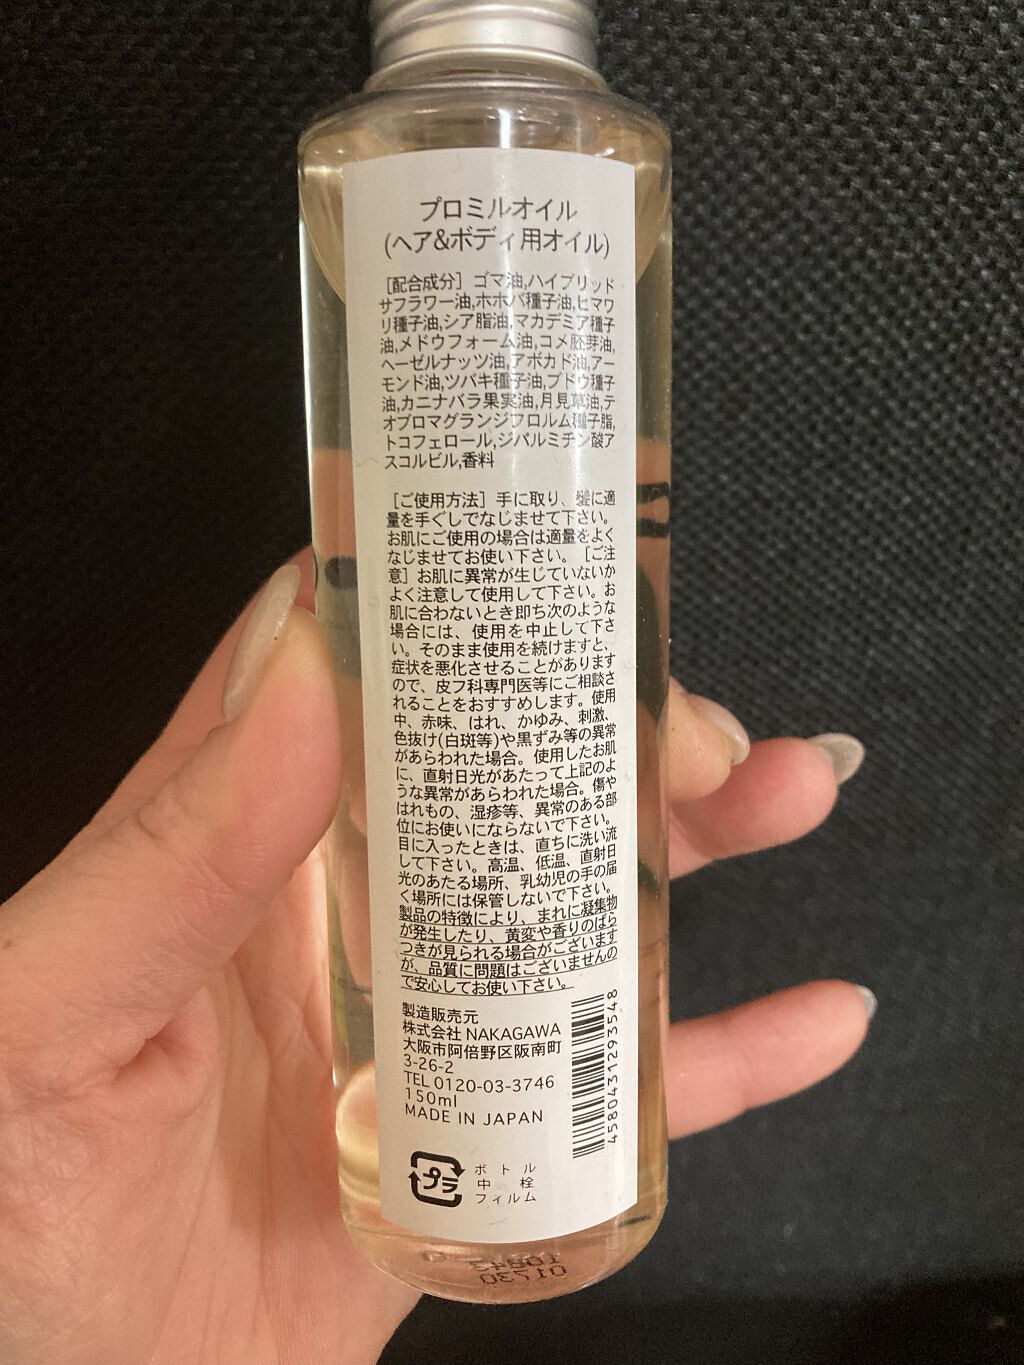 プロミルオイル
(ヘア&ボディ用オイル)
[配合成分] ゴマ油,ハイブリッド
サフラワー油,ホホバ種子油,ヒマワ
リ種子油,シア脂油,マカデミア種子
油,メドウフォーム油,コメ胚芽油,
ヘーゼルナッツ油,アボカド油,アー
モンド油,ツバキ種子油,ブドウ種子
油,カニナバラ果実油,月見草油,テ
オブロマグランジフロルム種子脂,
トコフェロール,ジパルミチン酸ア
スコルビル,香料
[ご使用方法] 手に取り、髪に適
量を手ぐしでなじませて下さい。
お肌にご使用の場合は適量をよく
なじませてお使い下さい。[ご注
意] お肌に異常が生じていないか
よく注意して使用して下さい。お
肌に合わないとき即ち次のような
場合には、使用を中止して下さ
い。そのまま使用を続けますと、
症状を悪化させることがあります
ので、皮フ科専門医等にご相談さ
れることをおすすめします。使用
中、赤味、はれ、かゆみ、刺激、
色抜け(白斑等)や黒ずみ等の異常
があらわれた場合。使用したお肌
に、直射日光があたって上記のよ
うな異常があらわれた場合。傷や
はれもの、湿疹等、異常のある部
位にお使いにならないで下さい。
目に入ったときは、直ちに洗い流
して下さい。高温、低温、直射日
光のあたる場所、乳幼児の手の届
く場所には保管しないで下さい。
製品の特徴により、まれに凝集物
が発生したり、黄変や香りのばら
つきが見られる場合がございます
が、品質に問題はございませんの
で安心してお使い下さい。
製造販売元
株式会社 NAKAGAWA
大阪市阿倍野区阪南町
3-26-2
TEL 0120-03-3746
150ml
MADE IN JAPAN
4580431293548
プラ
ボトル
中栓
フィルム